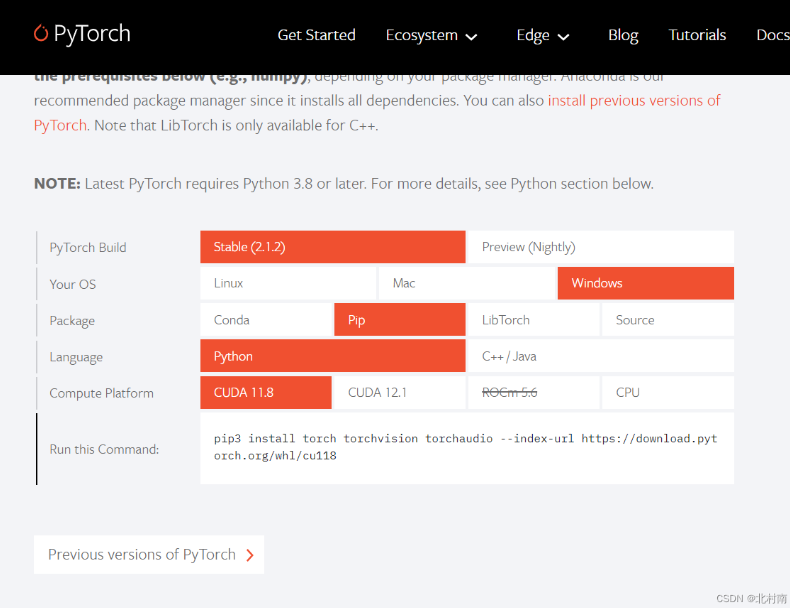 PyTorch Get Started Ecosystem Edge Blog Tutorials Docs
the prerequisites below (e.g., numpy), depending on your package manager. Anaconda is our
recommended package manager since it installs all dependencies. You can also install previous versions of
PyTorch. Note that LibTorch is only available for C++.
NOTE: Latest PyTorch requires Python 3.8 or later. For more details, see Python section below.
PyTorch Build Stable (2.1.2) Preview (Nightly)
Your OS Linux Mac Windows
Package Conda Pip LibTorch Source
Language Python C++ / Java
Compute Platform CUDA 11.8 CUDA 12.1 ROCm 5.6 CPU
Run this Command: pip3 install torch torchvision torchaudio --index-url https://download.pyt
orch.org/whl/cu118
Previous versions of PyTorch
CSDN @北村南